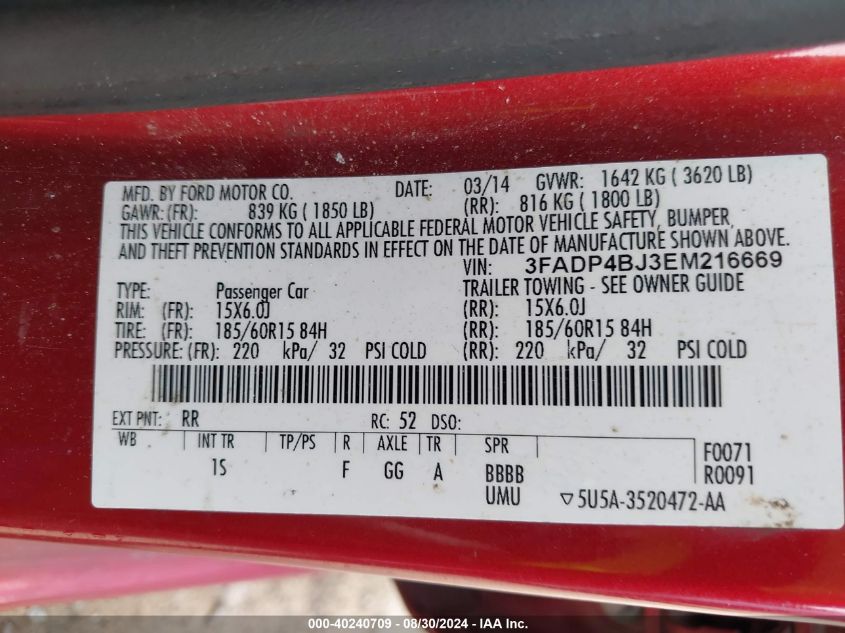 MFD. BY FORD MOTOR CO. DATE: 03/14 GVWR: 1642 KG ( 3620 LB)
GAWR: (FR): 839 KG ( 1850 LB) (RR): 816 KG ( 1800 LB)
THIS VEHICLE CONFORMS TO ALL APPLICABLE FEDERAL MOTOR VEHICLE SAFETY, BUMPER,
AND THEFT PREVENTION STANDARDS IN EFFECT ON THE DATE OF MANUFACTURE SHOWN ABOVE.
VIN: 3FADP4BJ3EM216669
TYPE: Passenger Car TRAILER TOWING - SEE OWNER GUIDE
RIM: (FR): 15X6.0J (RR): 15X6.0J
TIRE: (FR): 185/60R15 84H (RR): 185/60R15 84H
PRESSURE: (FR): 220 kPa/ 32 PSI COLD (RR): 220 kPa/ 32 PSI COLD
EXT PNT: RR RC: 52 DSO:
WB INT TR TP/PS R AXLE TR SPR F0071
1S F GG A BBBB R0091
UMU ▽5U5A-3520472-AA
000-40240709 - 08/30/2024 - IAA Inc.